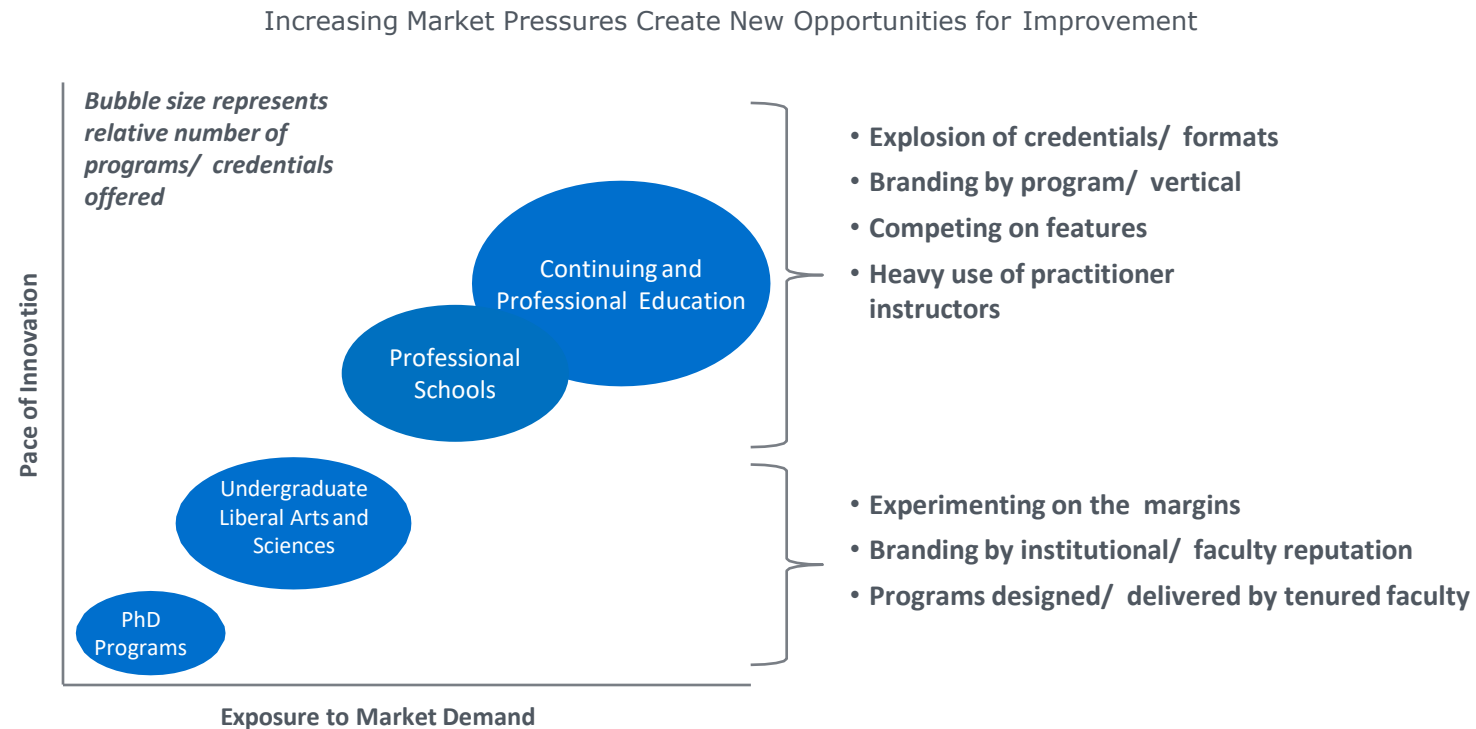 Increasing Market Pressures Create New Opportunities for Improvement
Bubble size represents
relative number of
programs/ credentials
offered
Pace of Innovation
Continuing and
Professional Education
Professional
Schools
Undergraduate
Liberal Arts and
Sciences
PhD
Programs
Exposure to Market Demand
• Explosion of credentials/ formats
• Branding by program/ vertical
• Competing on features
• Heavy use of practitioner
instructors
• Experimenting on the margins
• Branding by institutional/ faculty reputation
• Programs designed/ delivered by tenured faculty